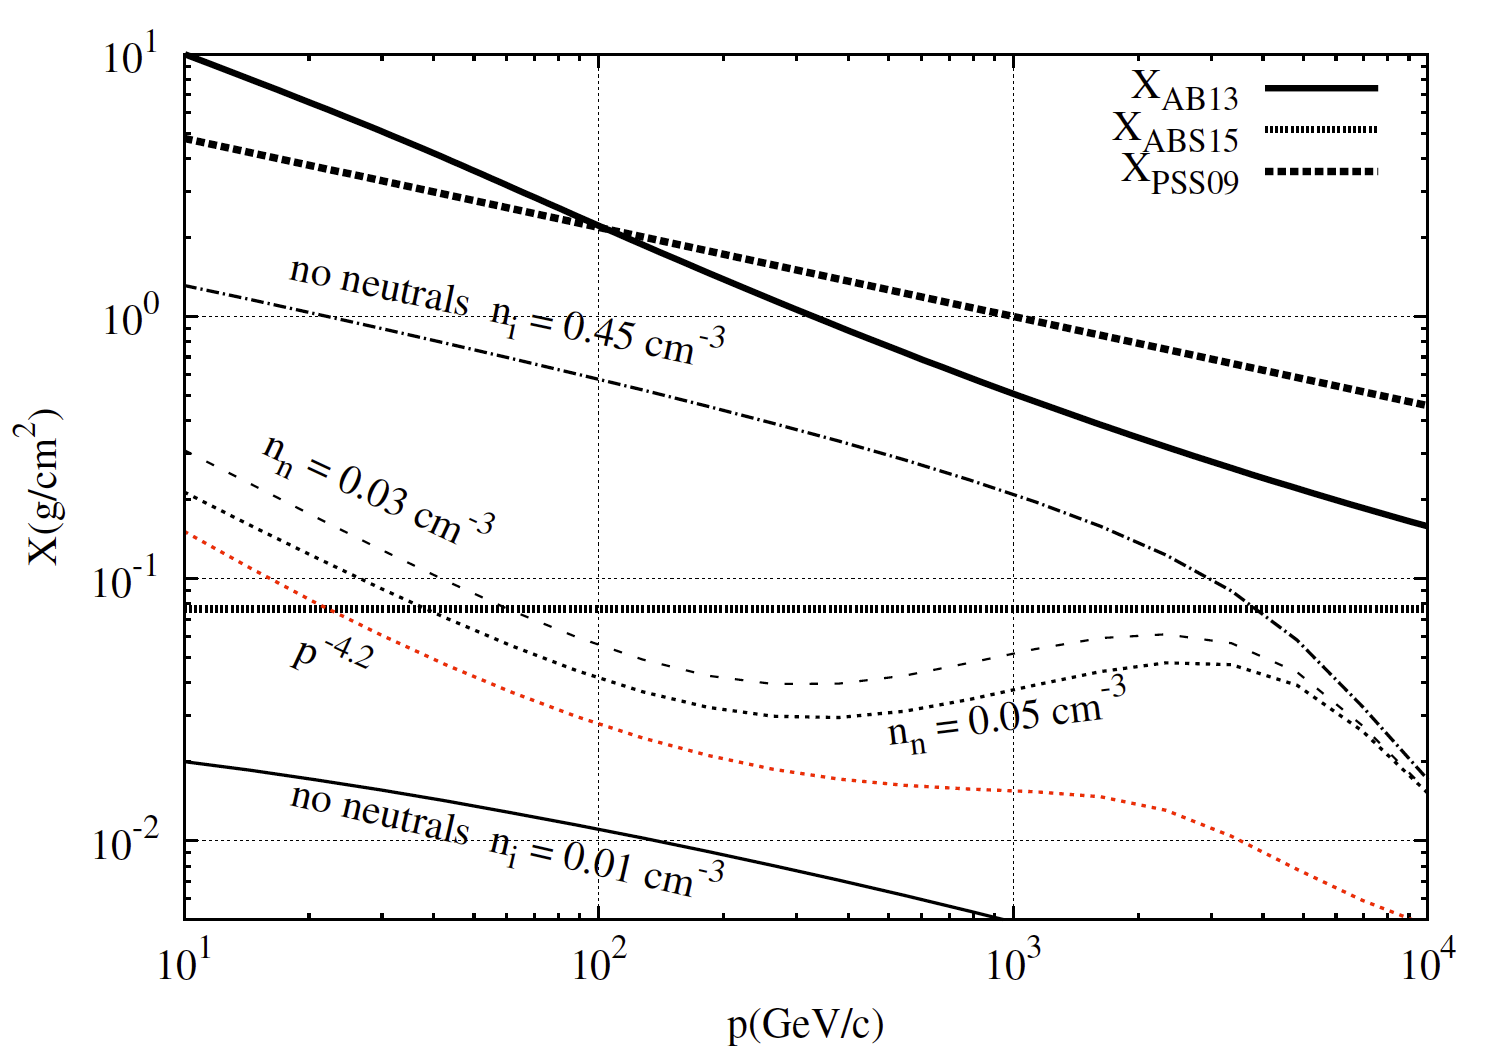 10^1
X_AB13
X_ABS15
X_PSS09
no neutrals n_i = 0.45 cm^-3
10^0
n_n = 0.03 cm^-3
X(g/cm^2)
10^-1
p^-4.2
n_n = 0.05 cm^-3
no neutrals n_i = 0.01 cm^-3
10^-2
10^1 10^2 10^3 10^4
p(GeV/c)